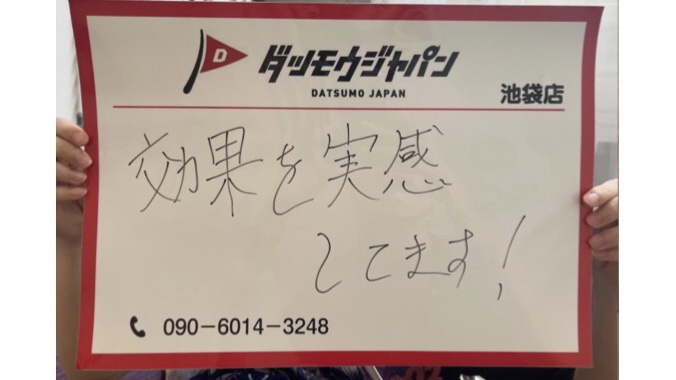 D
ダツモウジャパン
DATSUMO JAPAN
池袋店
効果を実感
してます!
090-6014-3248